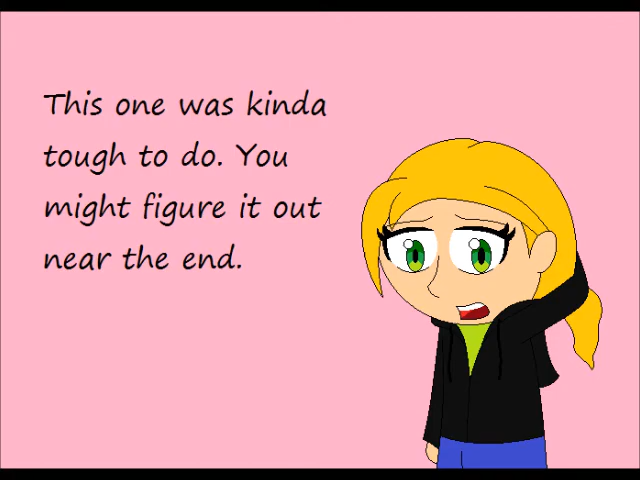 This one was kinda
tough to do. You
might figure it out
near the end.